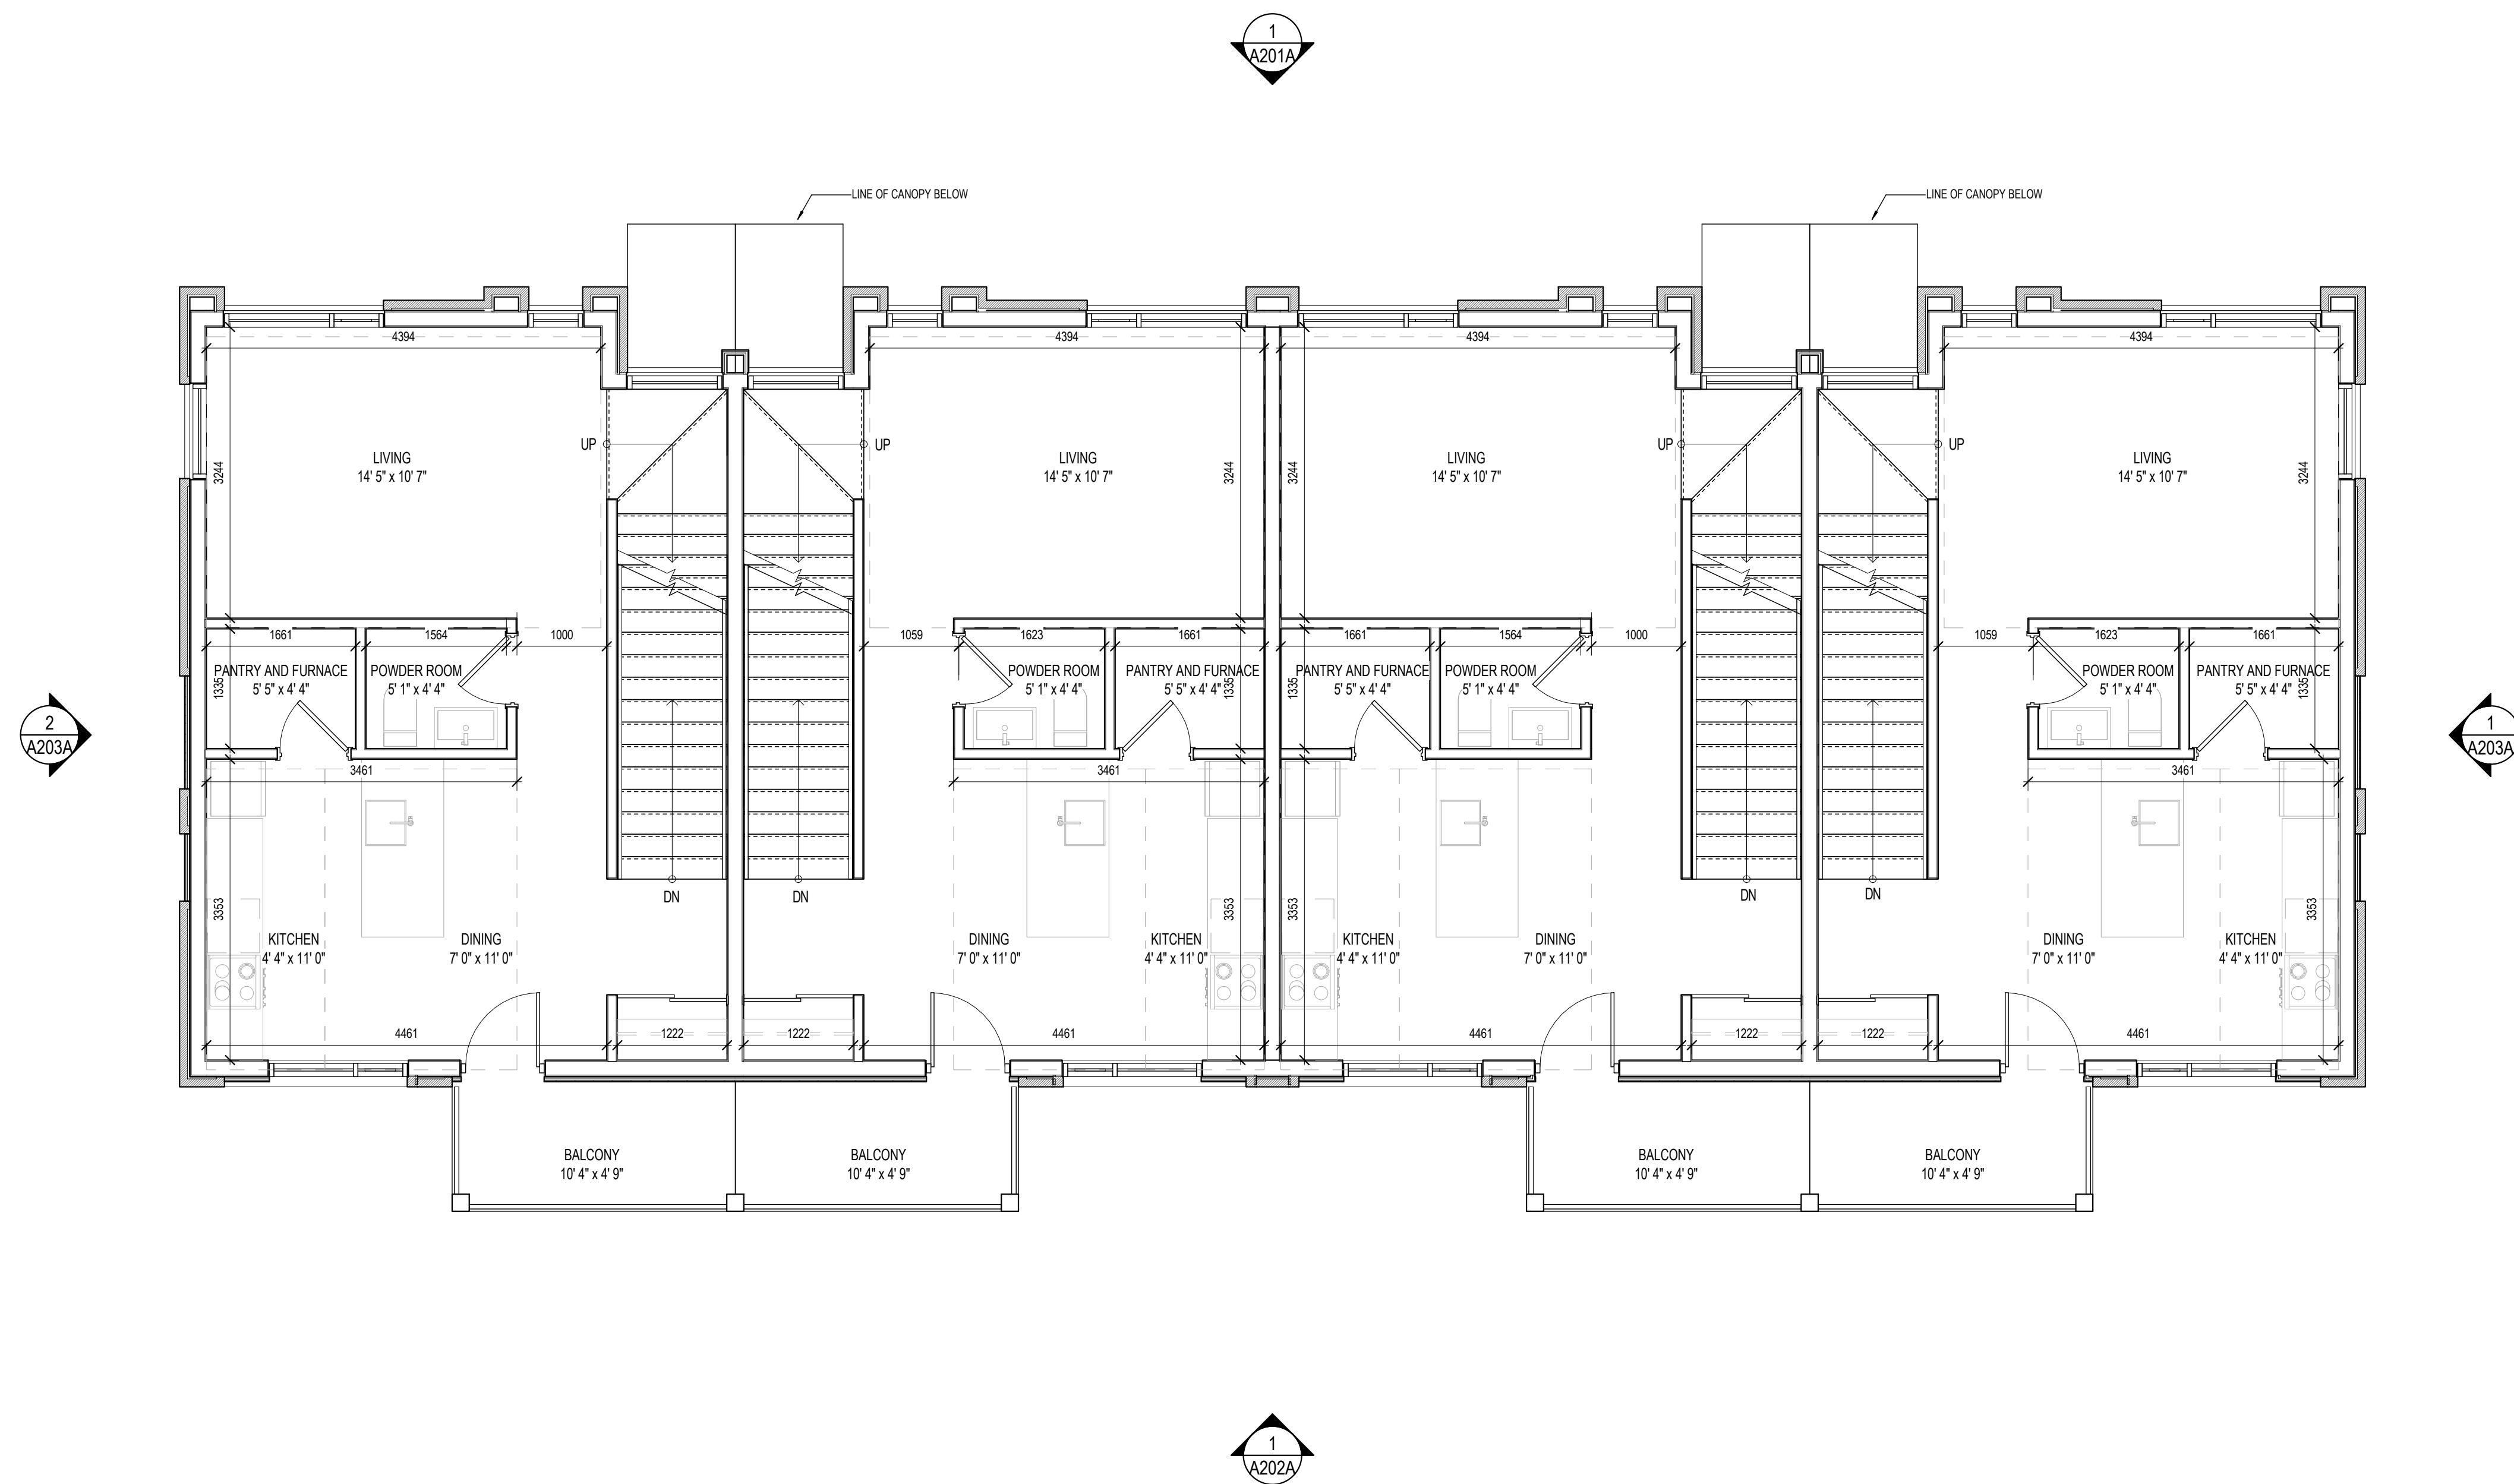 1
A201A
LINE OF CANOPY BELOW
LINE OF CANOPY BELOW
4394
4394
4394
4394
UP
UP
UP
UP
LIVING
14' 5" x 10' 7"
LIVING
14' 5" x 10' 7"
LIVING
14' 5" x 10' 7"
LIVING
14' 5" x 10' 7"
3244
3244
3244
3244
1661
1564
1000
1059
1623
1661
1661
1564
1000
1059
1623
1661
PANTRY AND FURNACE
5' 5" x 4' 4"
POWDER ROOM
5' 1" x 4' 4"
POWDER ROOM
5' 1" x 4' 4"
PANTRY AND FURNACE
5' 5" x 4' 4"
PANTRY AND FURNACE
5' 5" x 4' 4"
POWDER ROOM
5' 1" x 4' 4"
POWDER ROOM
5' 1" x 4' 4"
PANTRY AND FURNACE
5' 5" x 4' 4"
1335
1335
1335
1335
2
A203A
1
A203A
3461
3461
3461
3461
DN
DN
DN
DN
3353
3353
3353
3353
KITCHEN
4' 4" x 11' 0"
DINING
7' 0" x 11' 0"
DINING
7' 0" x 11' 0"
KITCHEN
4' 4" x 11' 0"
KITCHEN
4' 4" x 11' 0"
DINING
7' 0" x 11' 0"
DINING
7' 0" x 11' 0"
KITCHEN
4' 4" x 11' 0"
4461
1222
1222
4461
4461
1222
1222
4461
BALCONY
10' 4" x 4' 9"
BALCONY
10' 4" x 4' 9"
BALCONY
10' 4" x 4' 9"
BALCONY
10' 4" x 4' 9"
1
A202A